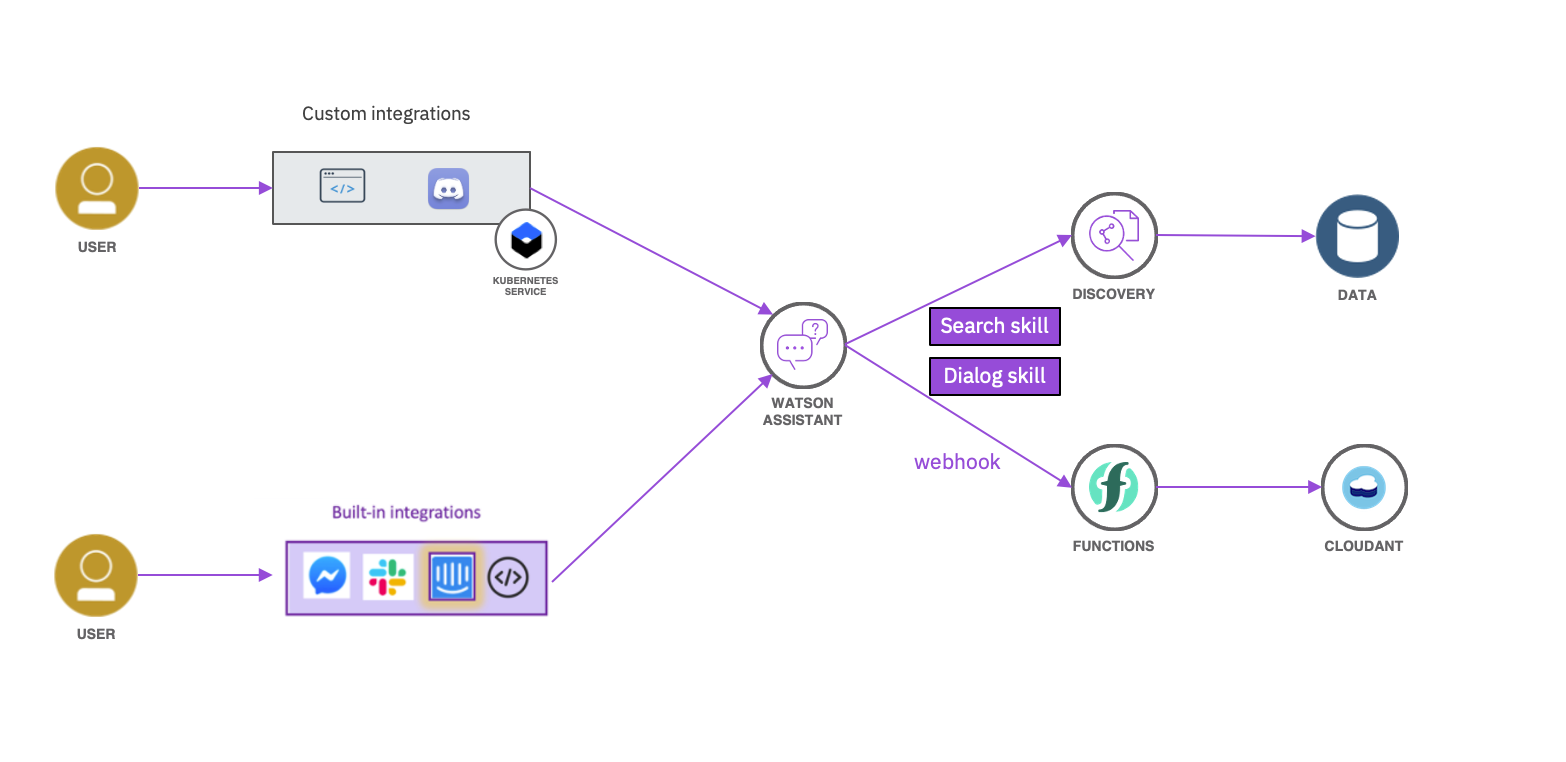 Custom integrations
</>
USER
KUBERNETES
SERVICE
Search skill
Dialog skill
?
DISCOVERY
DATA
WATSON
ASSISTANT
webhook
Built-in integrations
</>
USER
f
FUNCTIONS
CLOUDANT